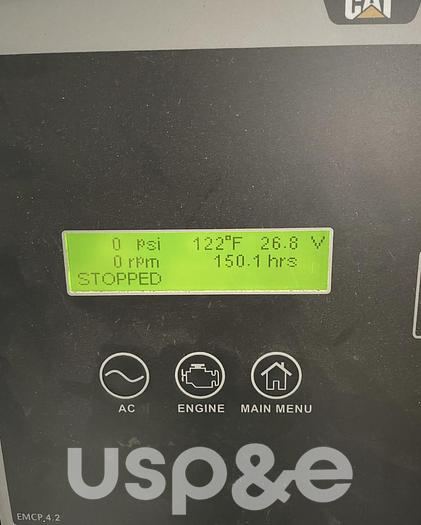 CAT
0 psi 122°F 26.8 V
0 rpm 150.1 hrs
STOPPED
AC ENGINE MAIN MENU
usp&e
EMCP 4.2